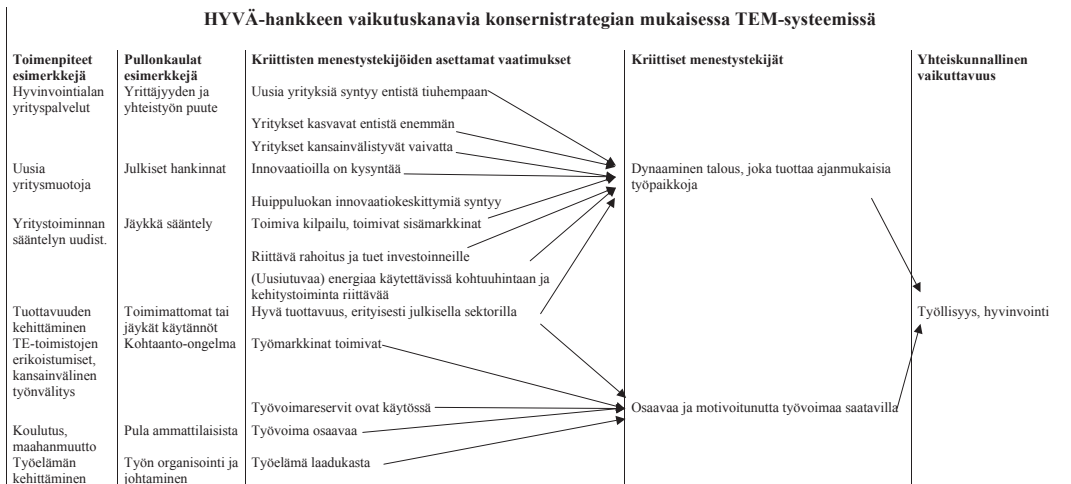 HYVÄ-hankkeen vaikutuskanavia konsernistrategian mukaisessa TEM-systeemissä
Toimenpiteet
esimerkkejä
Pullonkaulat
esimerkkejä
Kriittisten menestystekijöiden asettamat vaatimukset
Kriittiset menestystekijät
Yhteiskunnallinen
vaikuttavuus
Hyvinvointialan
yrityspalvelut
Yrittäjyyden ja
yhteistyön puute
Uusia yrityksiä syntyy entistä tiuhempaan
Yritykset kasvavat entistä enemmän
Yritykset kansainvälistyvät vaivatta
Uusia
yritysmuotoja
Julkiset hankinnat
Innovaatioilla on kysyntää
Dynaaminen talous, joka tuottaa ajanmukaisia
työpaikkoja
Huippuluokan innovaatiokeskittymiä syntyy
Yritystoiminnan
sääntelyn uudist.
Jäykkä sääntely
Toimiva kilpailu, toimivat sisämarkkinat
Riittävä rahoitus ja tuet investoinneille
(Uusiutuvaa) energiaa käytettävissä kohtuuhintaan ja
kehitystoiminta riittävää
Tuottavuuden
kehittäminen
Toimimattomat tai
jäykät käytännöt
Hyvä tuottavuus, erityisesti julkisella sektorilla
Työllisyys, hyvinvointi
TE-toimistojen
erikoistumiset,
kansainvälinen
työnvälitys
Kohtaanto-ongelma
Työmarkkinat toimivat
Työvoimareservit ovat käytössä
Osaavaa ja motivoitunutta työvoimaa saatavilla
Koulutus,
maahanmuutto
Pula ammattilaisista
Työvoima osaavaa
Työelämän
kehittäminen
Työn organisointi ja
johtaminen
Työelämä laadukasta